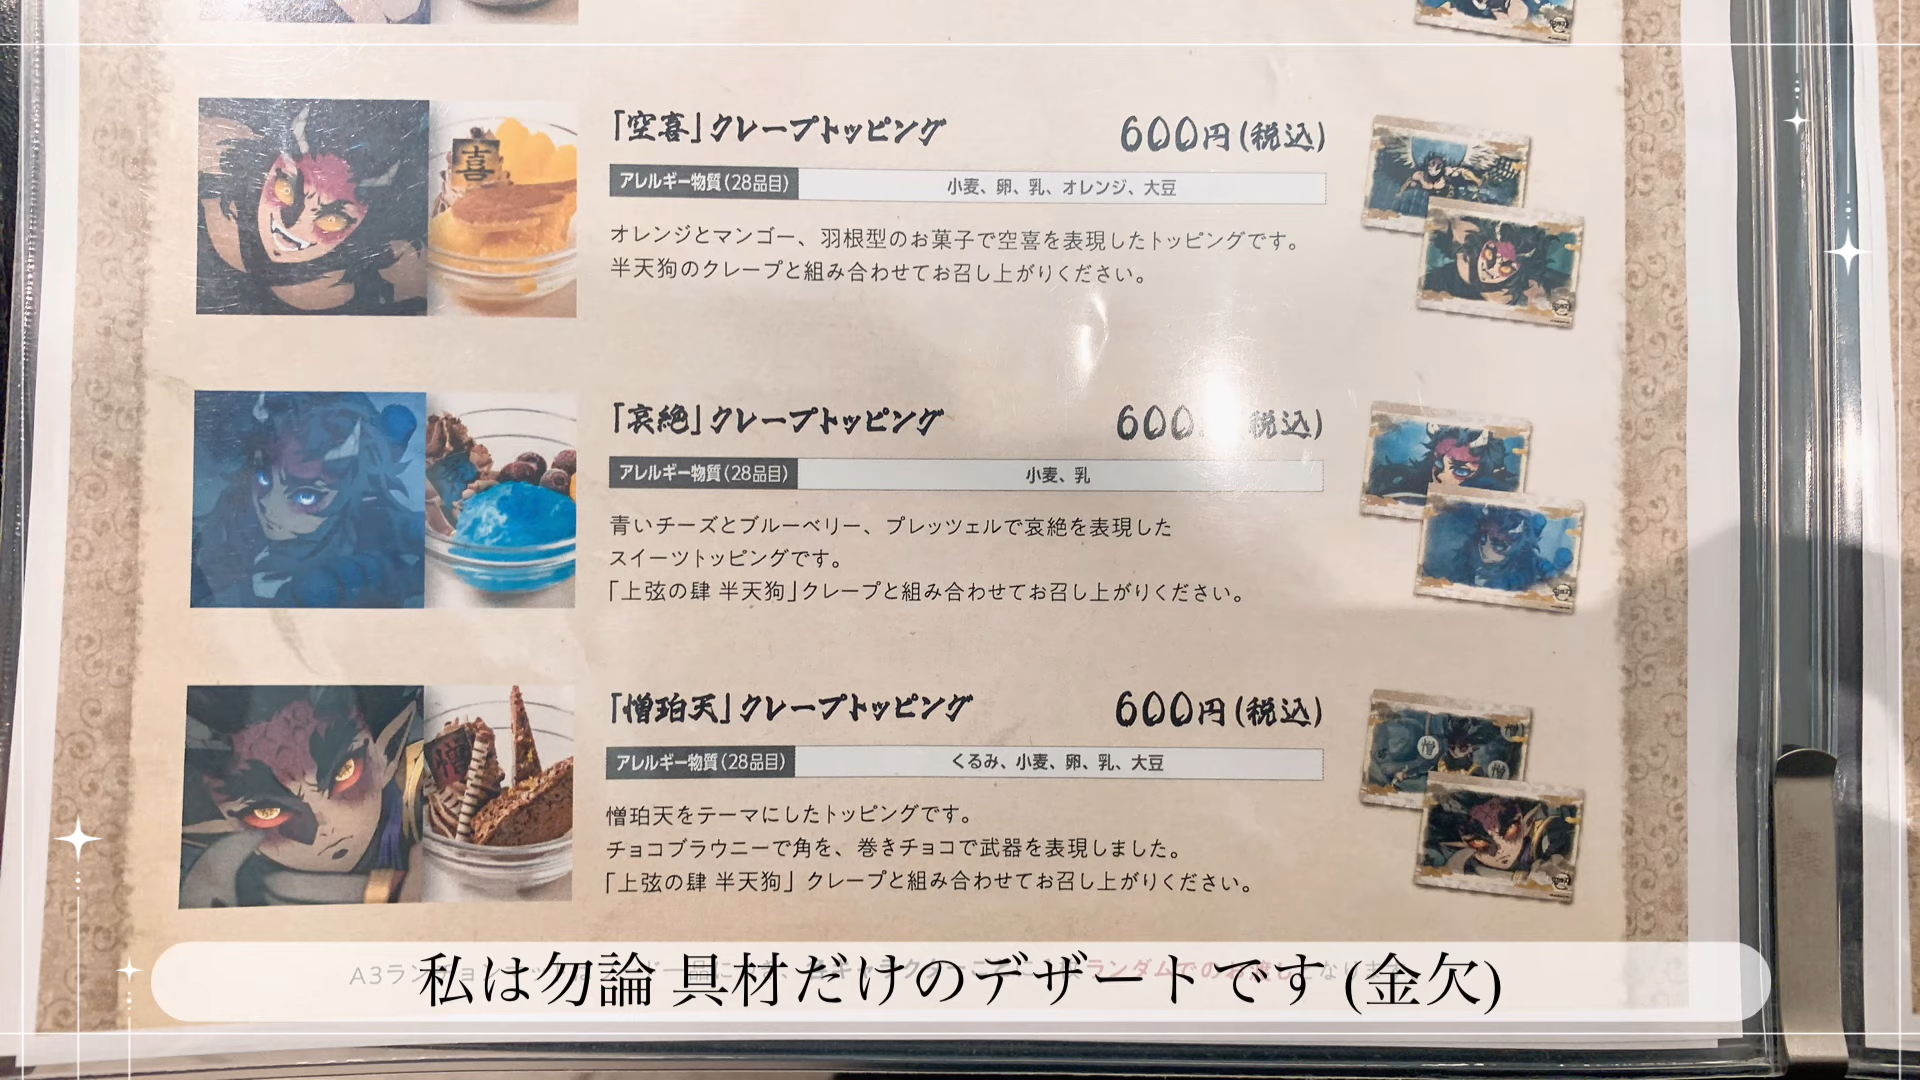 「空喜」クレープトッピング 600円(税込)
アレルギー物質(28品目) 小麦、卵、乳、オレンジ、大豆
オレンジとマンゴー、羽根型のお菓子で空喜を表現したトッピングです。
半天狗のクレープと組み合わせてお召し上がりください。
喜
「哀絶」クレープトッピング 600 税込)
アレルギー物質(28品目) 小麦、乳
青いチーズとブルーベリー、プレッツェルで哀絶を表現した
スイーツトッピングです。
「上弦の肆 半天狗」クレープと組み合わせてお召し上がりください。
「憎珀天」クレープトッピング 600円(税込)
アレルギー物質(28品目) くるみ、小麦、卵、乳、大豆
憎珀天をテーマにしたトッピングです。
チョコブラウニーで角を、巻きチョコで武器を表現しました。
「上弦の肆 半天狗」 クレープと組み合わせてお召し上がりください。
憎
私は勿論 具材だけのデザートです(金欠)